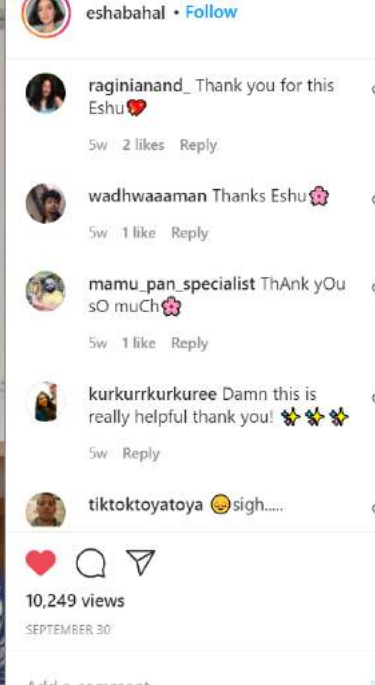 eshabahal • Follow
raginianand_ Thank you for this
Eshu💖
5w 2 likes Reply
wadhwaaaman Thanks Eshu🌸
5w 1 like Reply
mamu_pan_specialist ThAnk yOu
sO muCh🌸
5w 1 like Reply
kurkurrkurkuree Damn this is
really helpful thank you! ✨✨✨
5w Reply
tiktoktoyatoya 😔sigh.....
10,249 views
SEPTEMBER 30
Add a comment